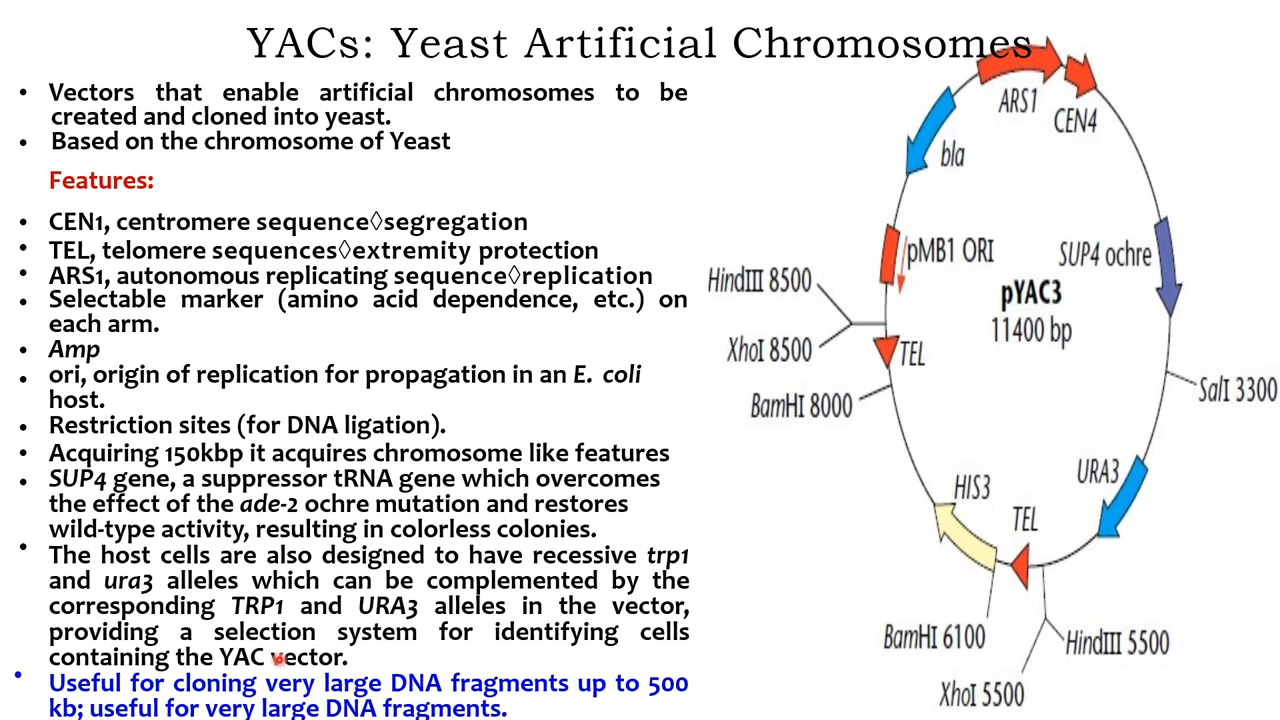 YACs: Yeast Artificial Chromosomes
• Vectors that enable artificial chromosomes to be
created and cloned into yeast.
• Based on the chromosome of Yeast
Features:
• CEN1, centromere sequence◊segregation
• TEL, telomere sequences◊extremity protection
• ARS1, autonomous replicating sequence◊replication
• Selectable marker (amino acid dependence, etc.) on
each arm.
• Amp
• ori, origin of replication for propagation in an E. coli
host.
• Restriction sites (for DNA ligation).
• Acquiring 150kbp it acquires chromosome like features
• SUP4 gene, a suppressor tRNA gene which overcomes
the effect of the ade-2 ochre mutation and restores
wild-type activity, resulting in colorless colonies.
• The host cells are also designed to have recessive trp1
and ura3 alleles which can be complemented by the
corresponding TRP1 and URA3 alleles in the vector,
providing a selection system for identifying cells
containing the YAC vector.
• Useful for cloning very large DNA fragments up to 500
kb; useful for very large DNA fragments.
ARS1
CEN4
bla
pMB1 ORI
SUP4 ochre
HindIII 8500
pYAC3
11400 bp
XhoI 8500
TEL
BamHI 8000
SalI 3300
URA3
HIS3
TEL
BamHI 6100
HindIII 5500
XhoI 5500